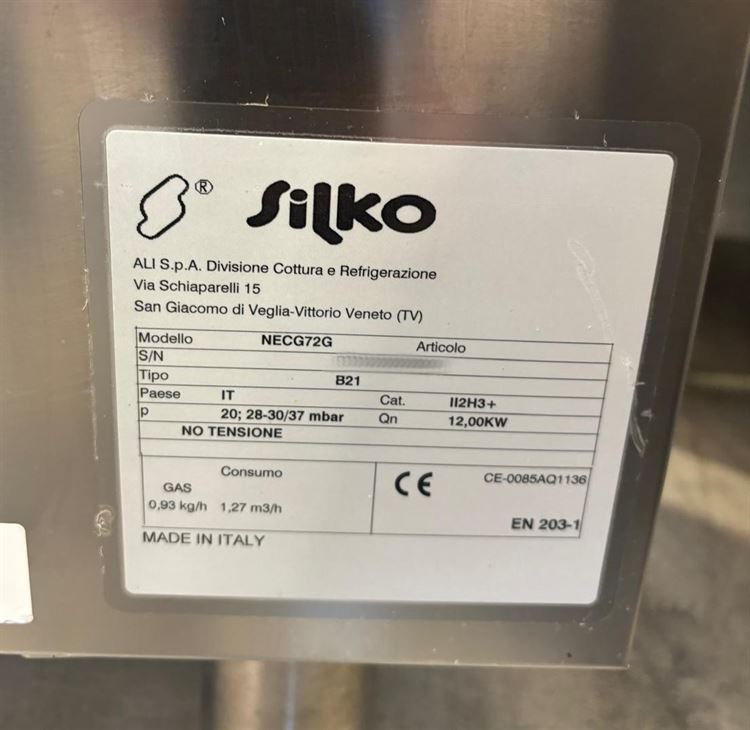 ® Silko
ALI S.p.A. Divisione Cottura e Refrigerazione
Via Schiaparelli 15
San Giacomo di Veglia-Vittorio Veneto (TV)
Modello NECG72G Articolo
S/N
Tipo B21
Paese IT Cat. II2H3+
p 20; 28-30/37 mbar Qn 12,00KW
NO TENSIONE
Consumo
GAS
0,93 kg/h 1,27 m3/h
CE CE-0085AQ1136
EN 203-1
MADE IN ITALY